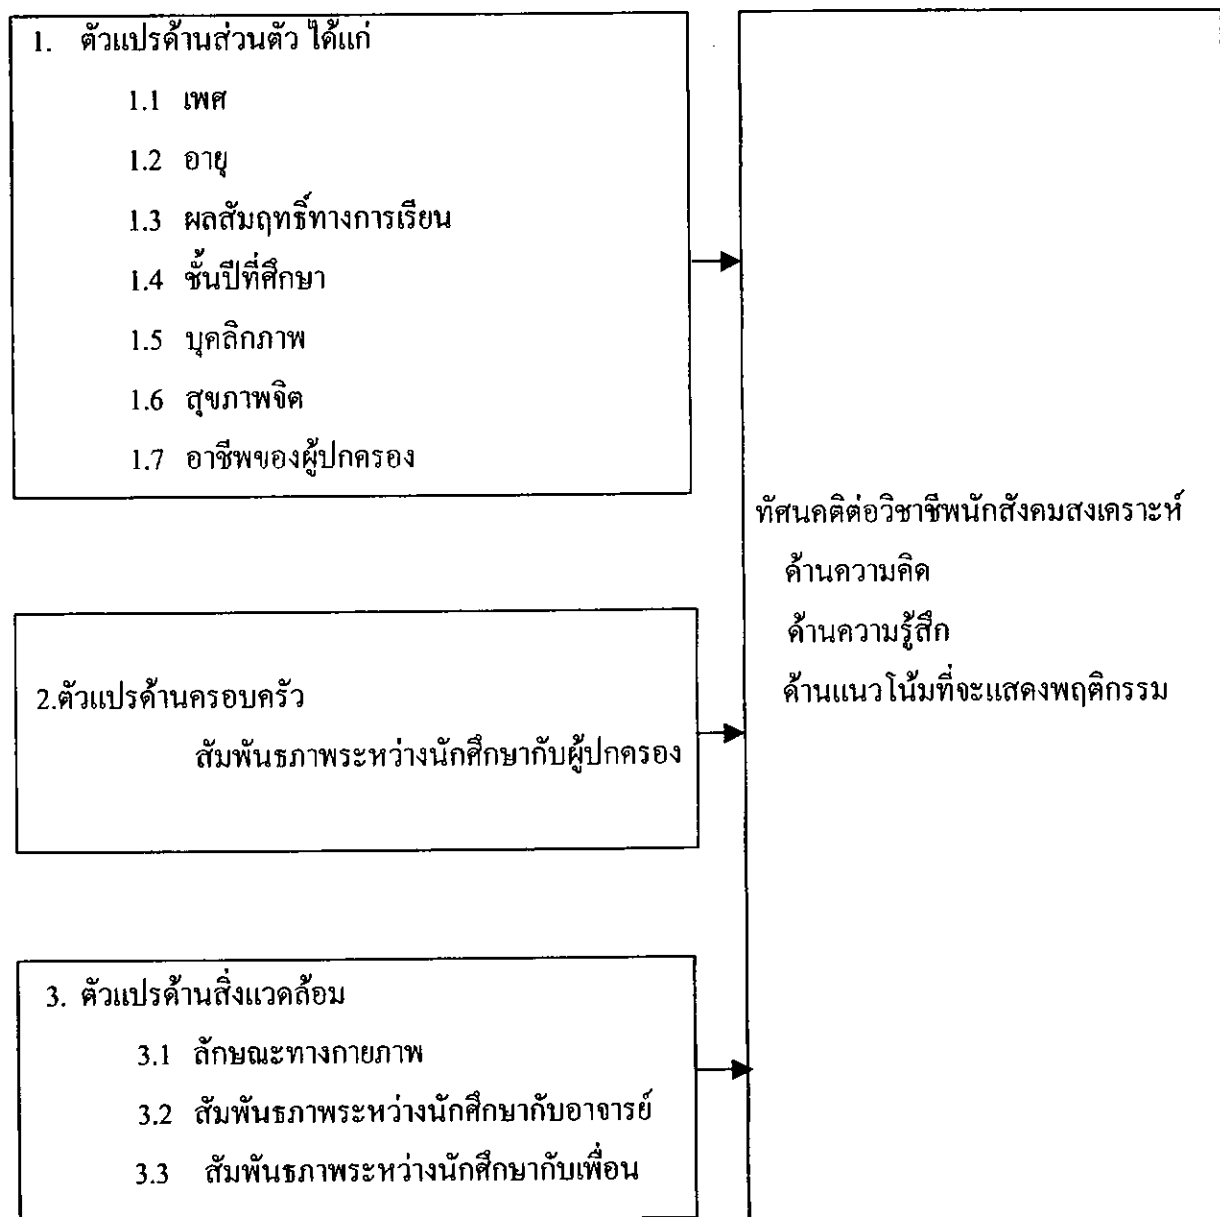 1. ตัวแปรด้านส่วนตัว ได้แก่
1.1 เพศ
1.2 อายุ
1.3 ผลสัมฤทธิ์ทางการเรียน
1.4 ชั้นปีที่ศึกษา
1.5 บุคลิกภาพ
1.6 สุขภาพจิต
1.7 อาชีพของผู้ปกครอง
2.ตัวแปรด้านครอบครัว
สัมพันธภาพระหว่างนักศึกษากับผู้ปกครอง
3. ตัวแปรด้านสิ่งแวดล้อม
3.1 ลักษณะทางกายภาพ
3.2 สัมพันธภาพระหว่างนักศึกษากับอาจารย์
3.3 สัมพันธภาพระหว่างนักศึกษากับเพื่อน
ทัศนคติต่อวิชาชีพนักสังคมสงเคราะห์
ด้านความคิด
ด้านความรู้สึก
ด้านแนวโน้มที่จะแสดงพฤติกรรม